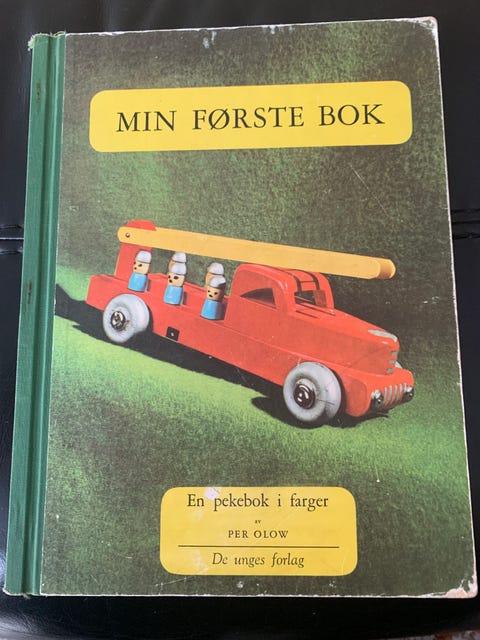 MIN FØRSTE BOK
En pekebok i farger
av
PER OLOW
De unges forlag